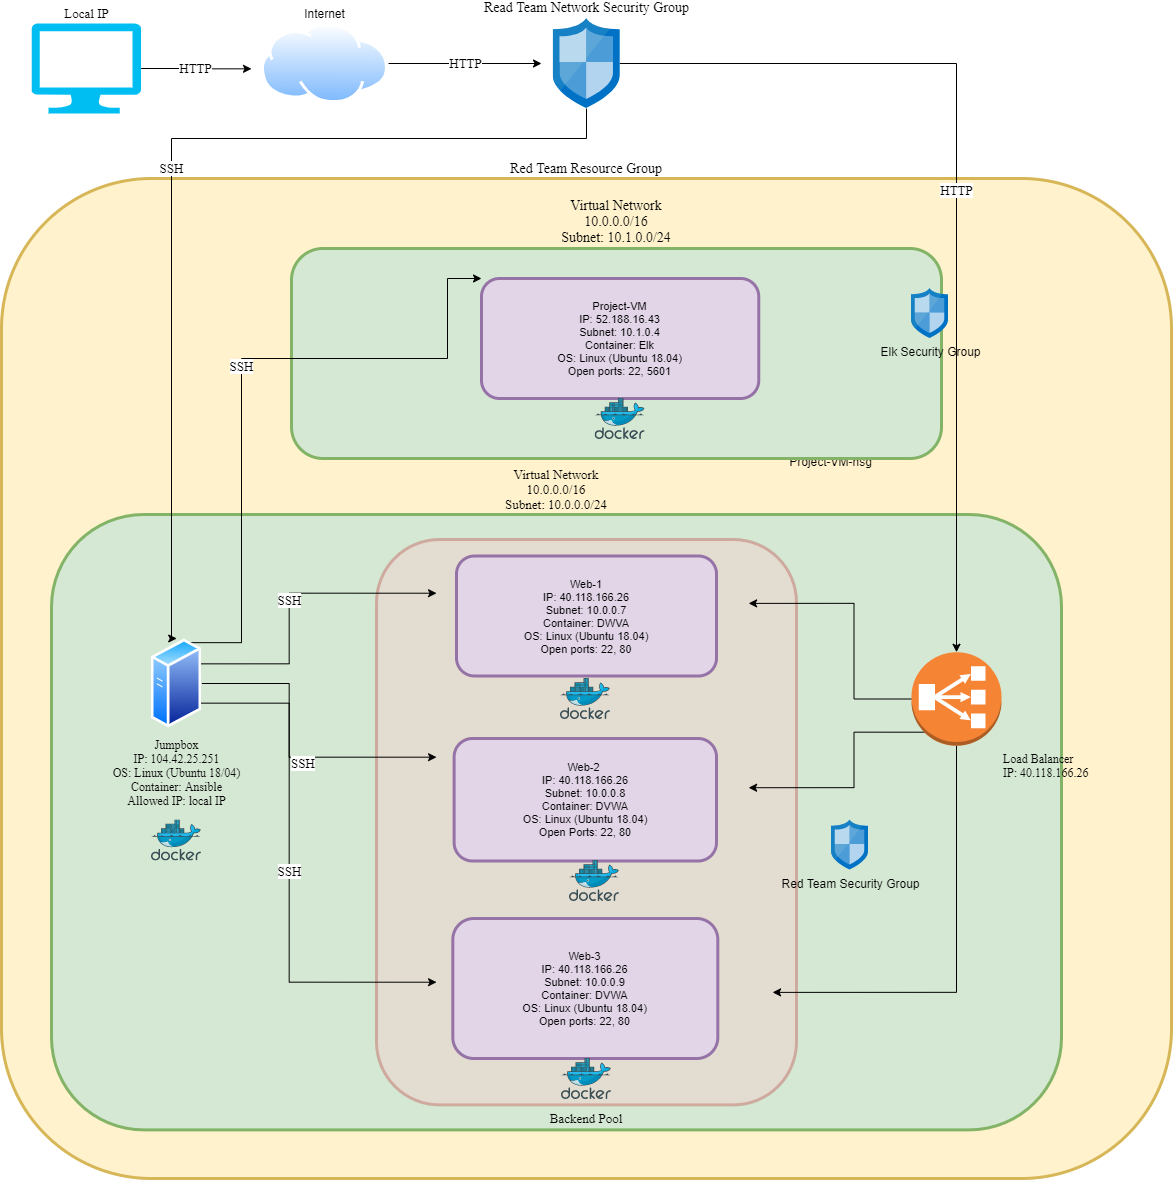 Local IP
Internet
Read Team Network Security Group
HTTP
HTTP
SSH
Red Team Resource Group
HTTP
Virtual Network
10.0.0.0/16
Subnet: 10.1.0.0/24
Project-VM
IP: 52.188.16.43
Subnet: 10.1.0.4
Container: Elk
OS: Linux (Ubuntu 18.04)
Open ports: 22, 5601
docker
Elk Security Group
SSH
Project-VM-nsg
Virtual Network
10.0.0.0/16
Subnet: 10.0.0.0/24
SSH
Web-1
IP: 40.118.166.26
Subnet: 10.0.0.7
Container: DWVA
OS: Linux (Ubuntu 18.04)
Open ports: 22, 80
docker
Jumpbox
IP: 104.42.25.251
OS: Linux (Ubuntu 18/04)
Container: Ansible
Allowed IP: local IP
docker
SSH
Web-2
IP: 40.118.166.26
Subnet: 10.0.0.8
Container: DVWA
OS: Linux (Ubuntu 18.04)
Open Ports: 22, 80
docker
Load Balancer
IP: 40.118.166.26
Red Team Security Group
SSH
Web-3
IP: 40.118.166.26
Subnet: 10.0.0.9
Container: DVWA
OS: Linux (Ubuntu 18.04)
Open ports: 22, 80
docker
Backend Pool